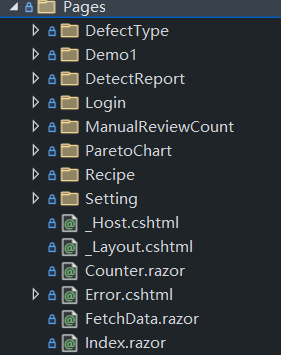 Pages
DefectType
Demo1
DetectReport
Login
ManualReviewCount
ParetoChart
Recipe
Setting
_Host.cshtml
_Layout.cshtml
Counter.razor
Error.cshtml
FetchData.razor
Index.razor